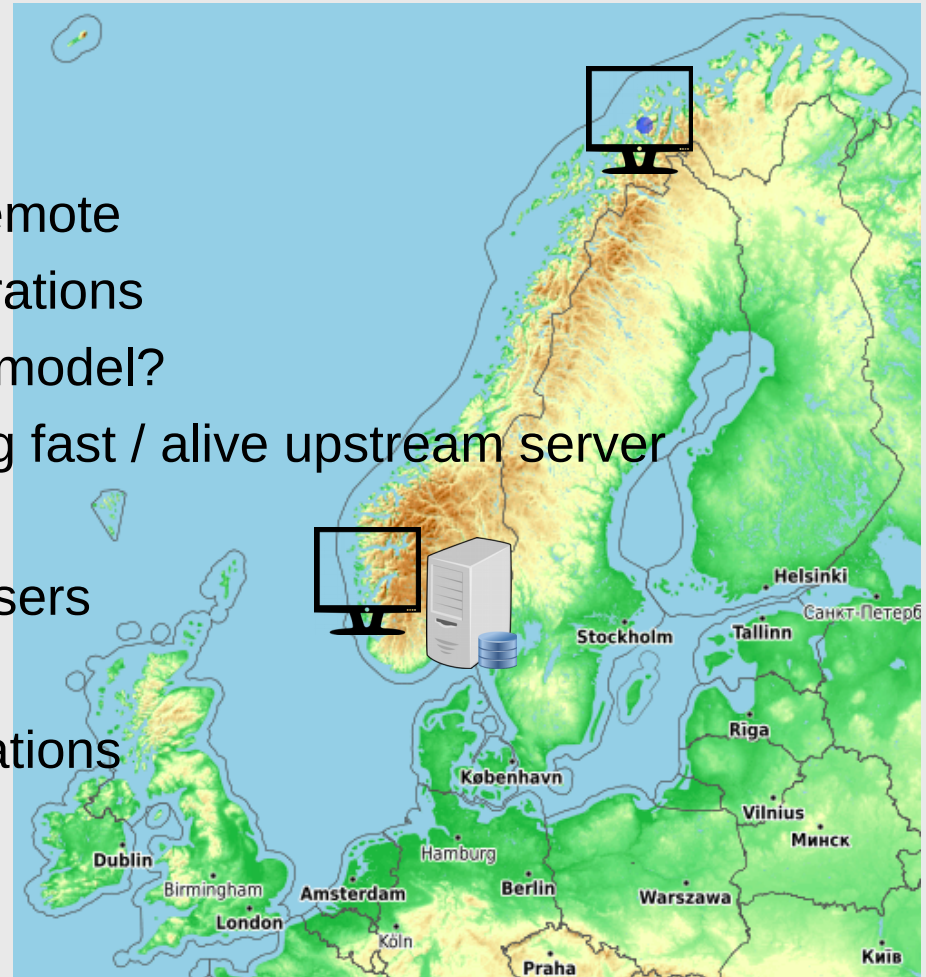 emote
rations
model?
g fast / alive upstream server
sers
ations
Helsinki
Санкт-Петерб
Stockholm
Tallinn
Rīga
København
Vilnius
Минск
Hamburg
Dublin
Birmingham
Amsterdam
Berlin
Warszawa
London
Köln
Praha
Київ